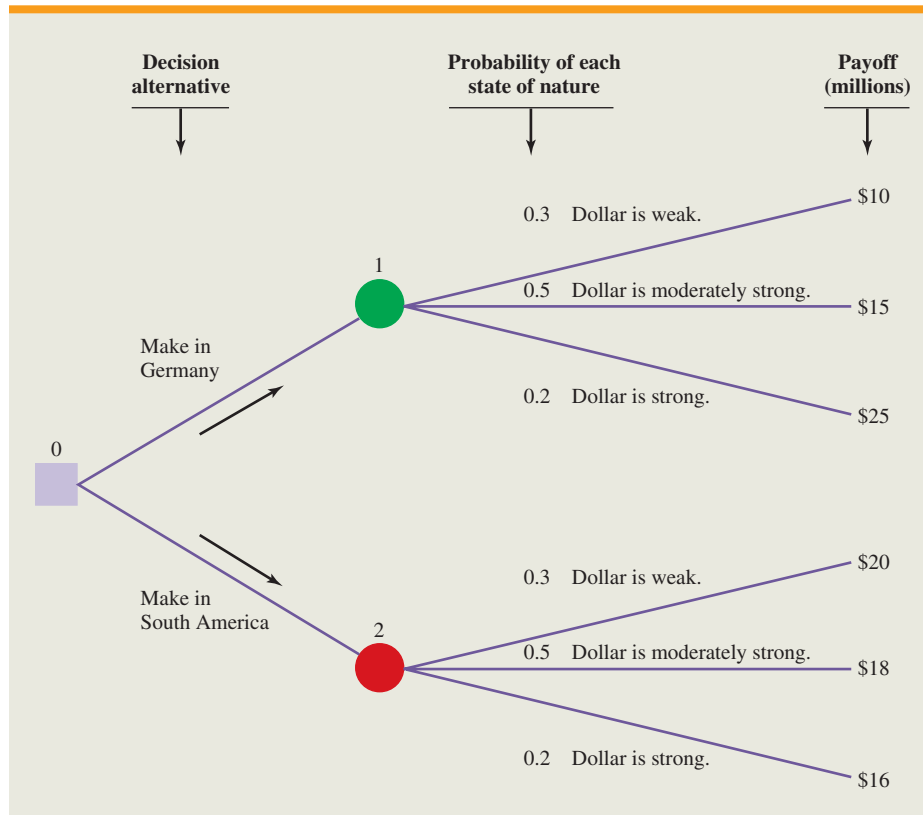 Decision
alternative
Probability of each
state of nature
Payoff
(millions)
0.3 Dollar is weak.
$10
1
0.5 Dollar is moderately strong.
$15
Make in
Germany
0.2 Dollar is strong.
$25
0
0.3 Dollar is weak.
$20
Make in
South America
2
0.5 Dollar is moderately strong.
$18
0.2 Dollar is strong.
$16